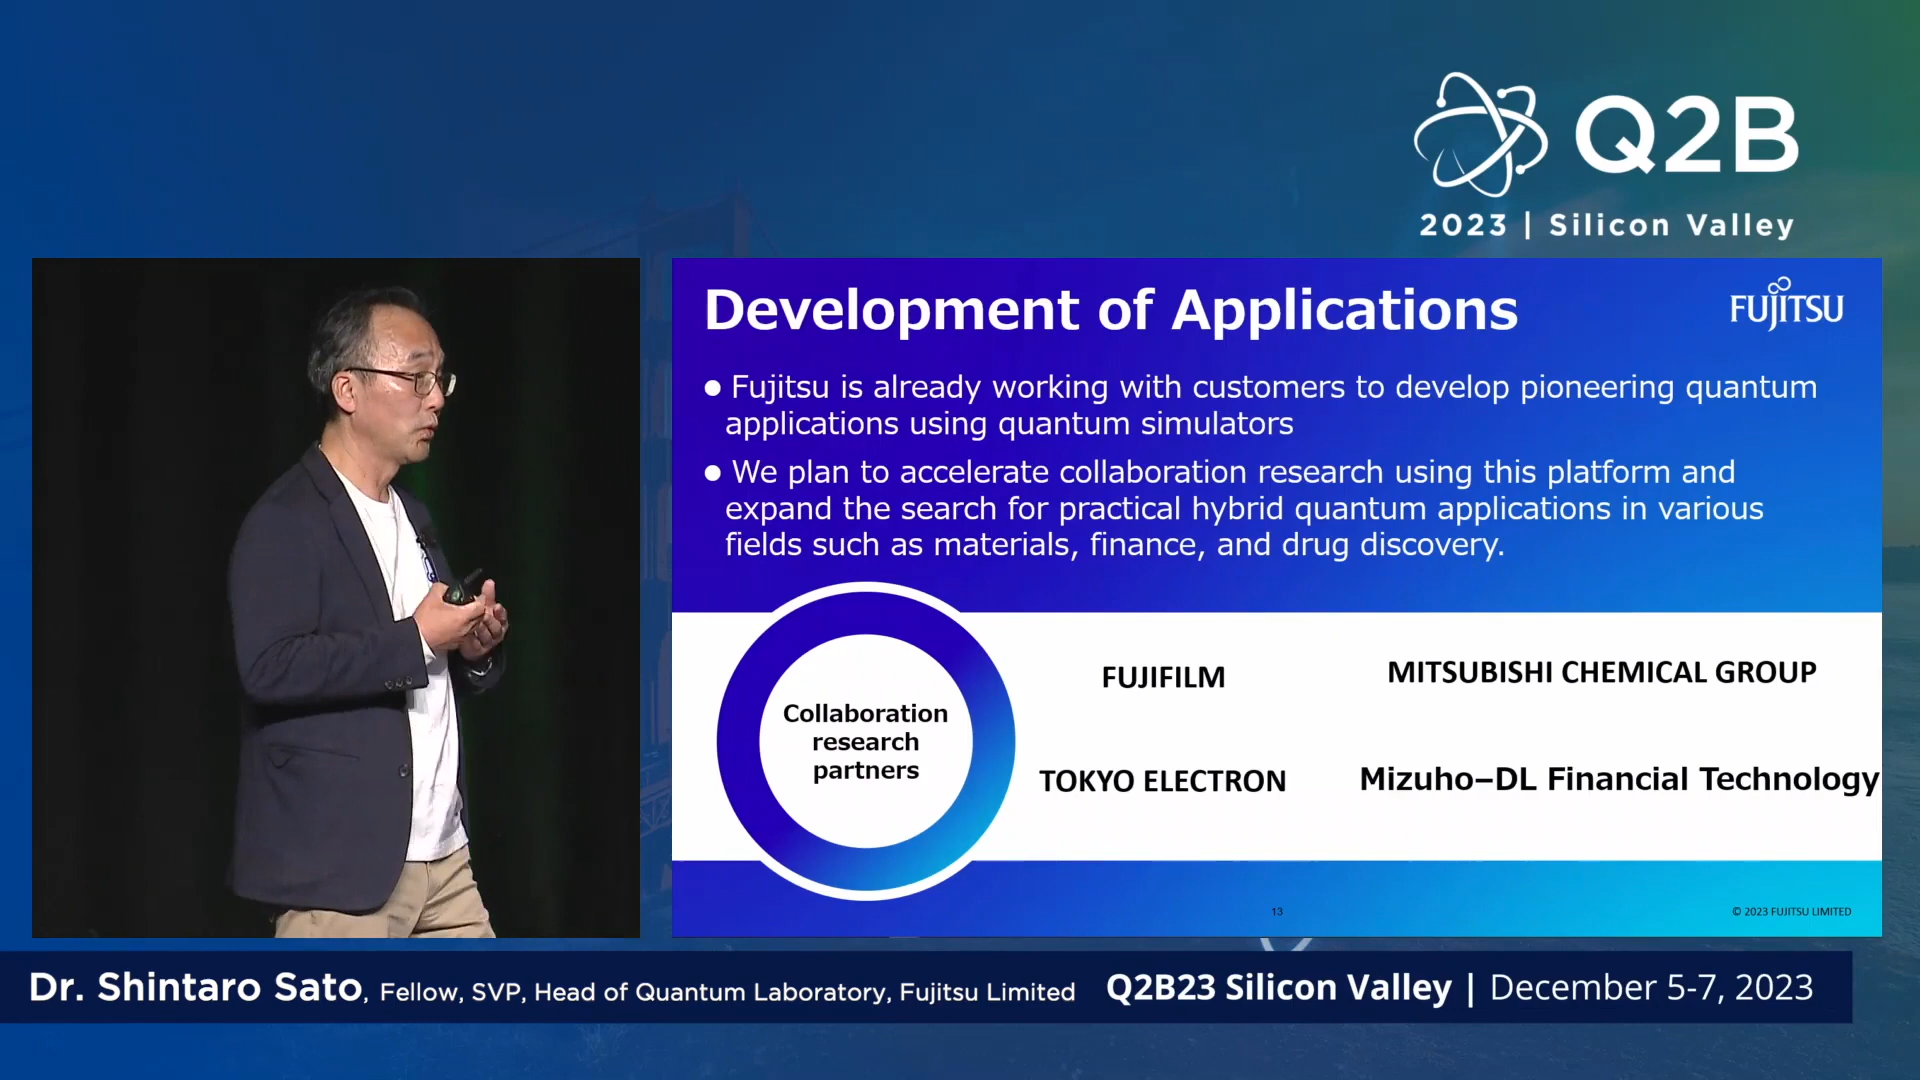 Q2B
2023 | Silicon Valley
Development of Applications
FUJITSU
● Fujitsu is already working with customers to develop pioneering quantum
applications using quantum simulators
● We plan to accelerate collaboration research using this platform and
expand the search for practical hybrid quantum applications in various
fields such as materials, finance, and drug discovery.
Collaboration
research
partners
FUJIFILM
MITSUBISHI CHEMICAL GROUP
TOKYO ELECTRON
Mizuho–DL Financial Technology
13
© 2023 FUJITSU LIMITED
Dr. Shintaro Sato, Fellow, SVP, Head of Quantum Laboratory, Fujitsu Limited
Q2B23 Silicon Valley | December 5-7, 2023